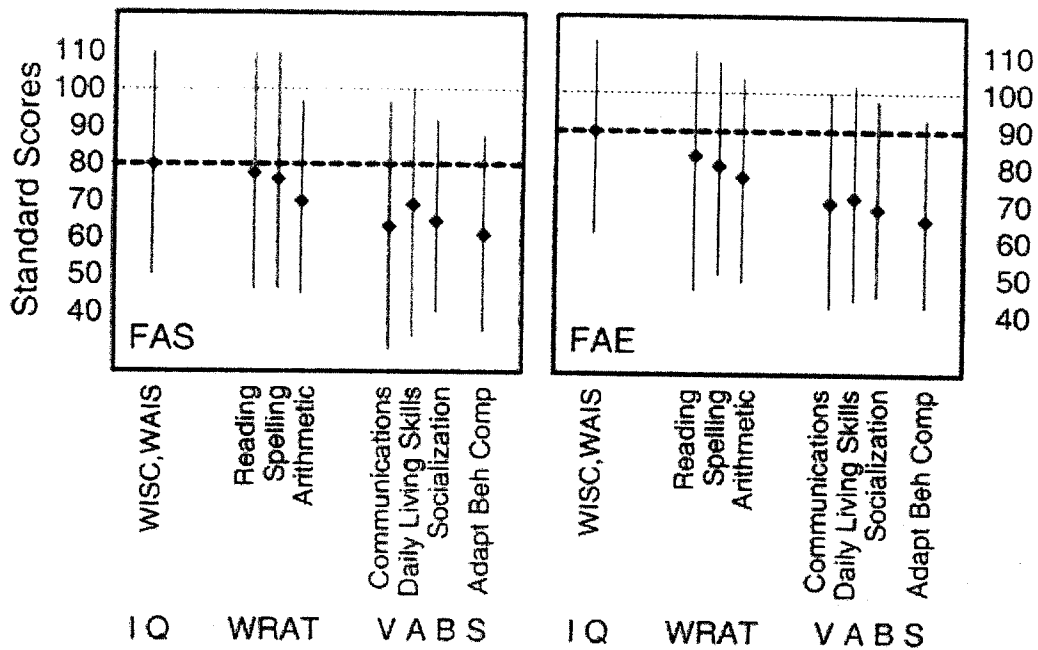 Standard Scores
110
100
90
80
70
60
50
40
FAS
WISC,WAIS
Reading
Spelling
Arithmetic
Communications
Daily Living Skills
Socialization
Adapt Beh Comp
I Q
WRAT
V A B S
FAE
110
100
90
80
70
60
50
40
WISC,WAIS
Reading
Spelling
Arithmetic
Communications
Daily Living Skills
Socialization
Adapt Beh Comp
I Q
WRAT
V A B S